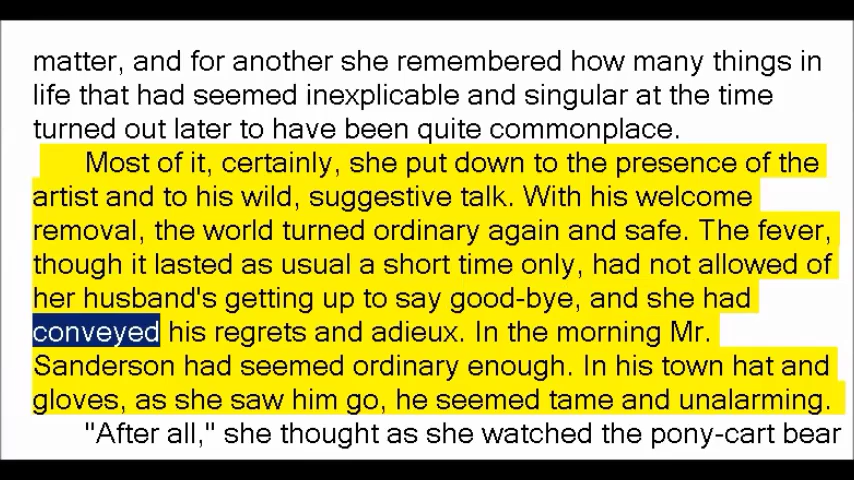 matter, and for another she remembered how many things in
life that had seemed inexplicable and singular at the time
turned out later to have been quite commonplace.
Most of it, certainly, she put down to the presence of the
artist and to his wild, suggestive talk. With his welcome
removal, the world turned ordinary again and safe. The fever,
though it lasted as usual a short time only, had not allowed of
her husband's getting up to say good-bye, and she had
conveyed his regrets and adieux. In the morning Mr.
Sanderson had seemed ordinary enough. In his town hat and
gloves, as she saw him go, he seemed tame and unalarming.
"After all," she thought as she watched the pony-cart bear